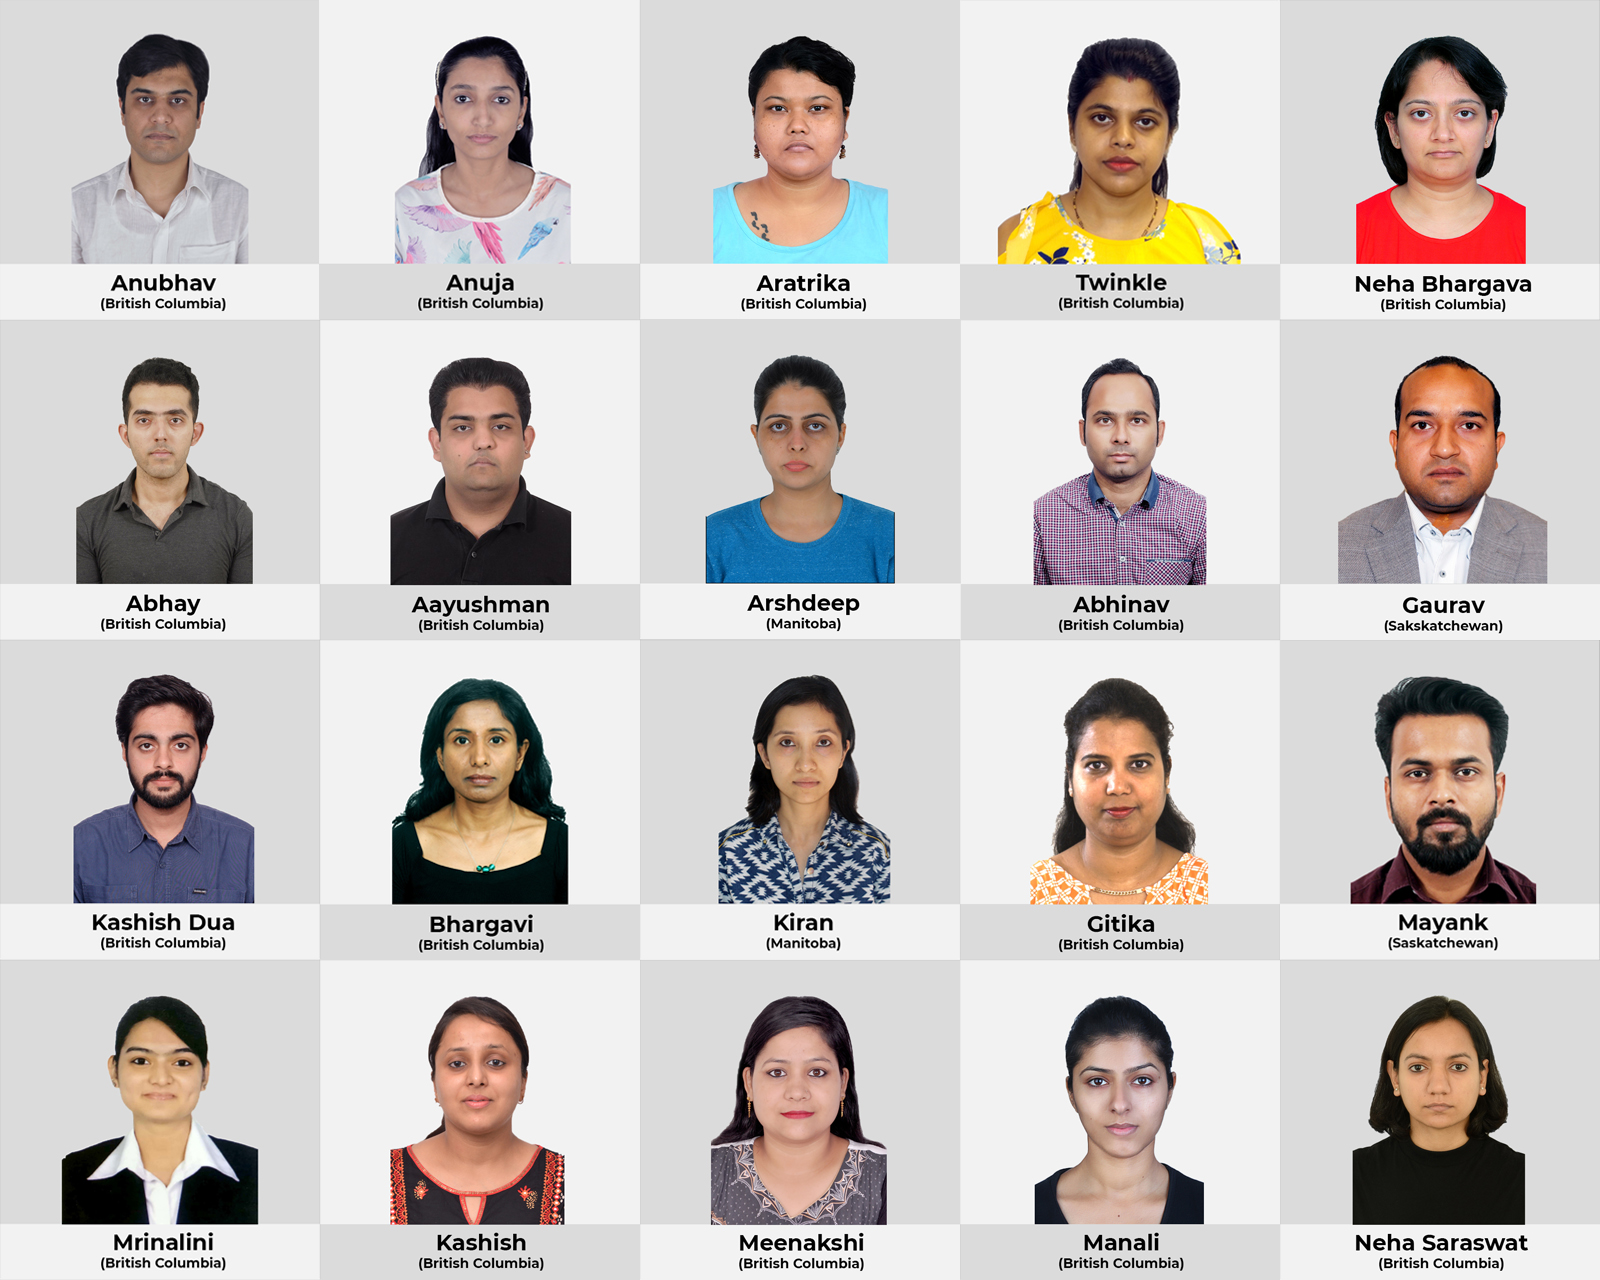 Anubhav
(British Columbia)
Anuja
(British Columbia)
Aratrika
(British Columbia)
Twinkle
(British Columbia)
Neha Bhargava
(British Columbia)
Abhay
(British Columbia)
Aayushman
(British Columbia)
Arshdeep
(Manitoba)
Abhinav
(British Columbia)
Gaurav
(Sakskatchewan)
Kashish Dua
(British Columbia)
Bhargavi
(British Columbia)
Kiran
(Manitoba)
Gitika
(British Columbia)
Mayank
(Saskatchewan)
Mrinalini
(British Columbia)
Kashish
(British Columbia)
Meenakshi
(British Columbia)
Manali
(British Columbia)
Neha Saraswat
(British Columbia)